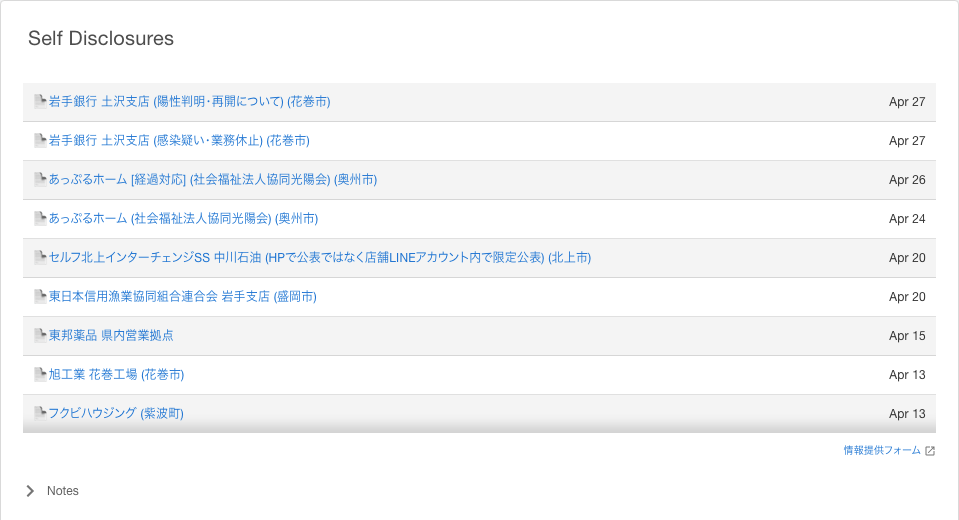 Self Disclosures
岩手銀行 土沢支店 (陽性判明･再開について) (花巻市) Apr 27
岩手銀行 土沢支店 (感染疑い･業務休止) (花巻市) Apr 27
あっぷるホーム [経過対応] (社会福祉法人協同光陽会) (奥州市) Apr 26
あっぷるホーム (社会福祉法人協同光陽会) (奥州市) Apr 24
セルフ北上インターチェンジSS 中川石油 (HPで公表ではなく店舗LINEアカウント内で限定公表) (北上市) Apr 20
東日本信用漁業協同組合連合会 岩手支店 (盛岡市) Apr 20
東邦薬品 県内営業拠点 Apr 15
旭工業 花巻工場 (花巻市) Apr 13
フクビハウジング (紫波町) Apr 13
情報提供フォーム
Notes